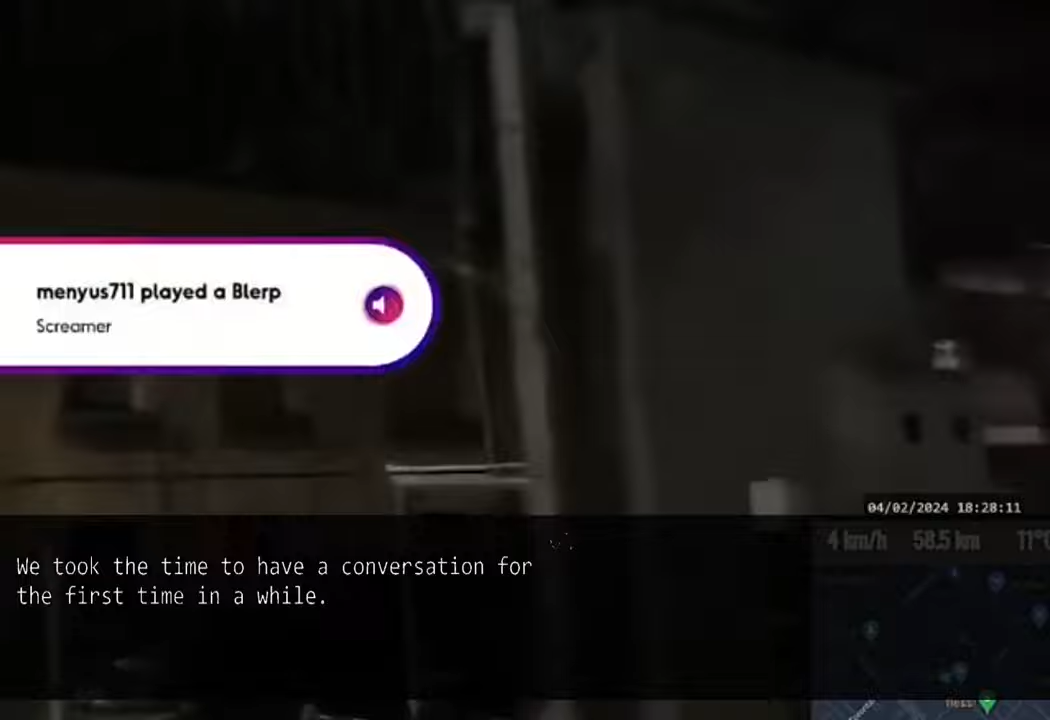 menyus711 played a Blerp
Screamer
04/02/2024 18:28:11
4 km/h 58.5 km 11°C
We took the time to have a conversation for
the first time in a while.